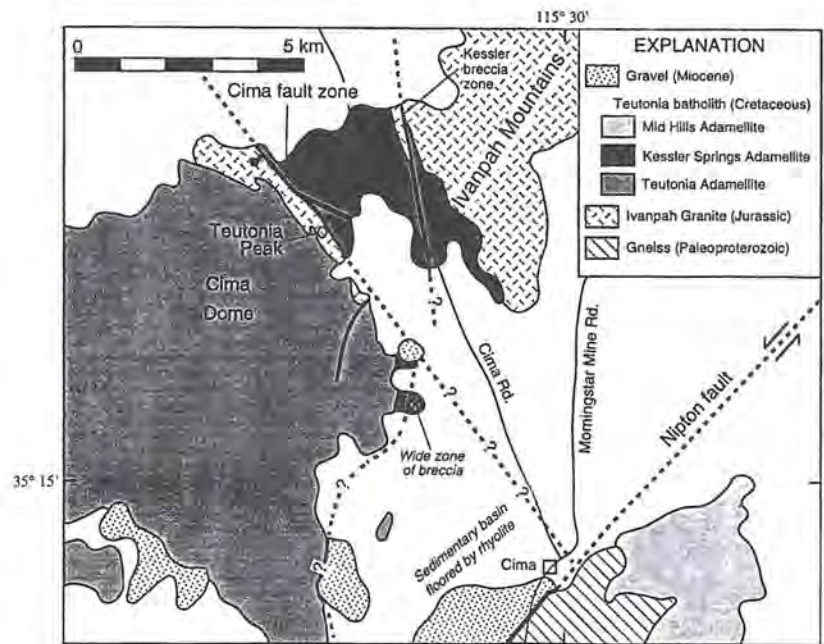 115° 30'
0
5 km
Cima fault zone
Kessler
breccia
zone
Ivanpah Mountains
EXPLANATION
Gravel (Miocene)
Teutonia batholith (Cretaceous)
Mid Hills Adamellite
Kessler Springs Adamellite
Teutonia Adamellite
Ivanpah Granite (Jurassic)
Gneiss (Paleoproterozoic)
Teutonia
Peak
Cima
Dome
?
?
Cima Rd.
Morningstar Mine Rd.
Nipton fault
?
Wide zone
of breccia
35° 15'
?
?
Sedimentary basin
floored by rhyolite
Cima
?